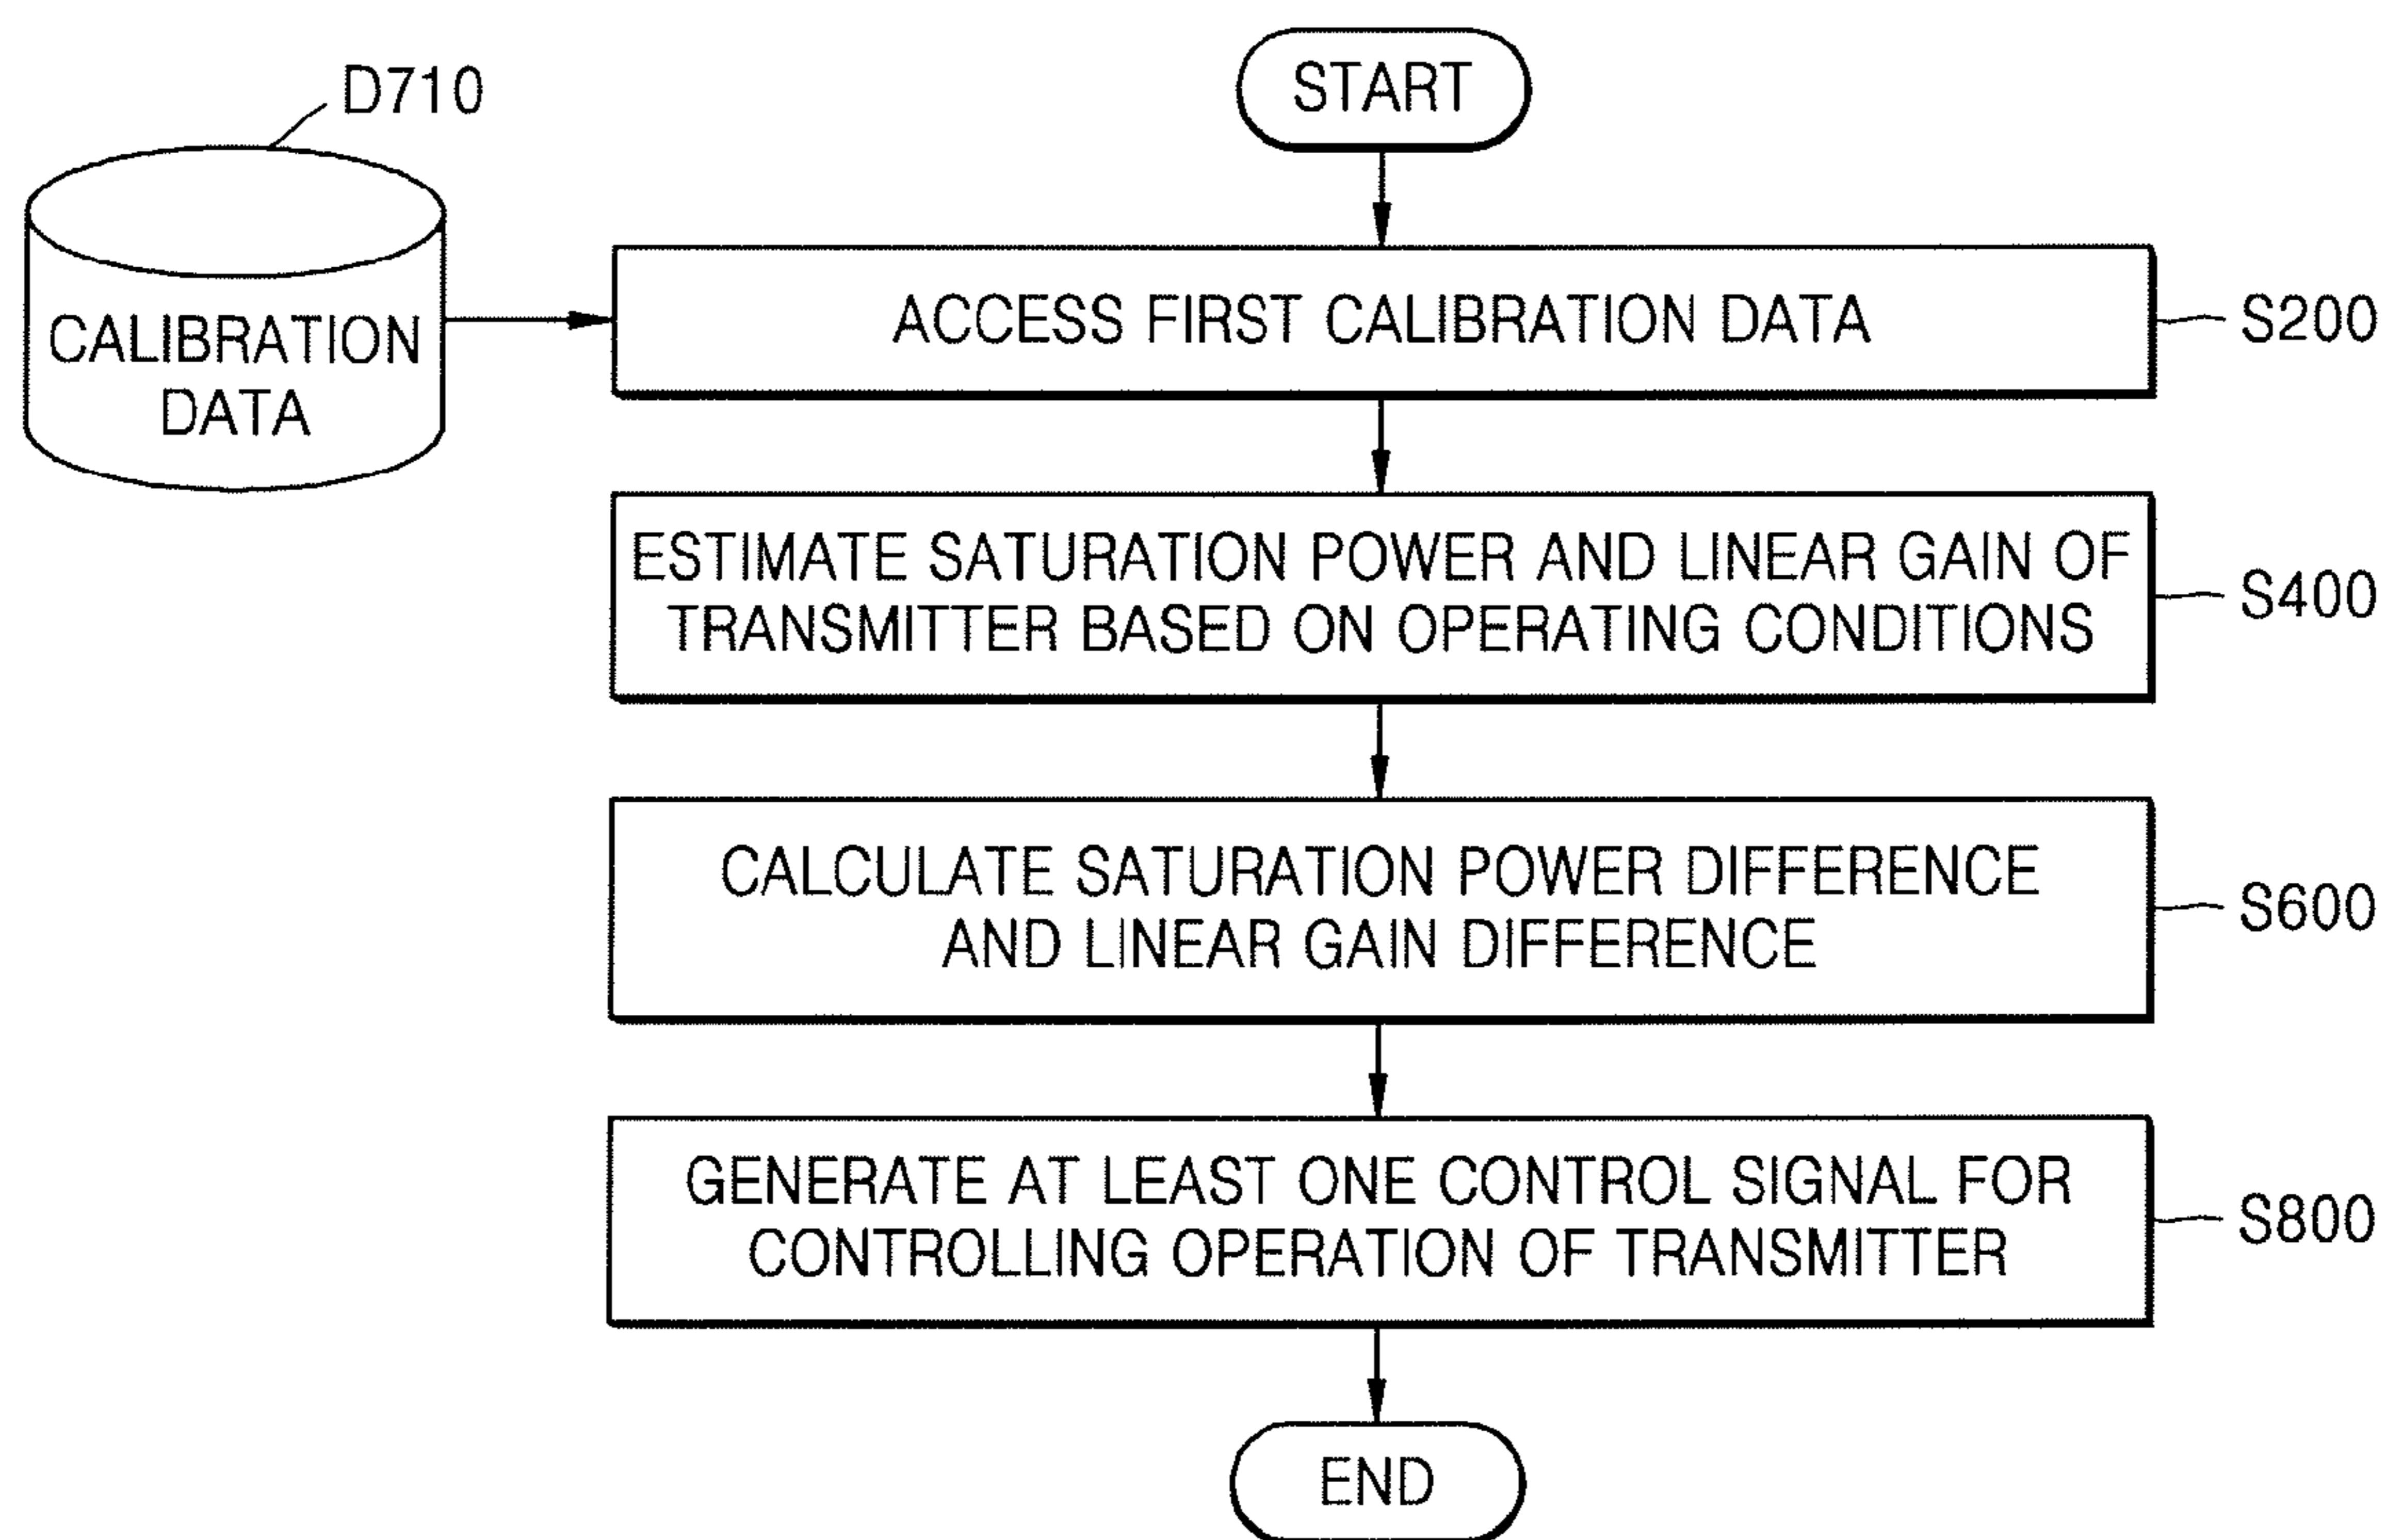 D710
START
CALIBRATION
DATA
ACCESS FIRST CALIBRATION DATA
S200
ESTIMATE SATURATION POWER AND LINEAR GAIN OF
TRANSMITTER BASED ON OPERATING CONDITIONS
S400
CALCULATE SATURATION POWER DIFFERENCE
AND LINEAR GAIN DIFFERENCE
S600
GENERATE AT LEAST ONE CONTROL SIGNAL FOR
CONTROLLING OPERATION OF TRANSMITTER
S800
END